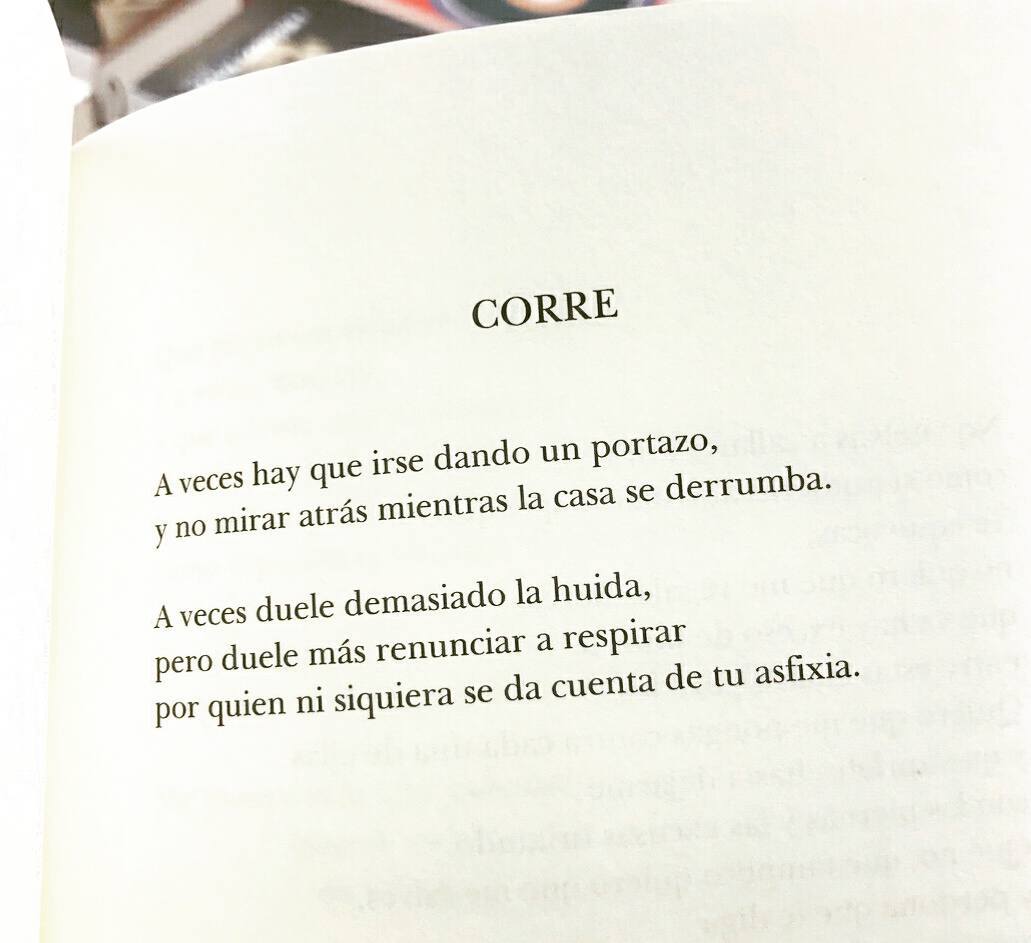 CORRE
A veces hay que irse dando un portazo,
y no mirar atrás mientras la casa se derrumba.
A veces duele demasiado la huida,
pero duele más renunciar a respirar
por quien ni siquiera se da cuenta de tu asfixia.